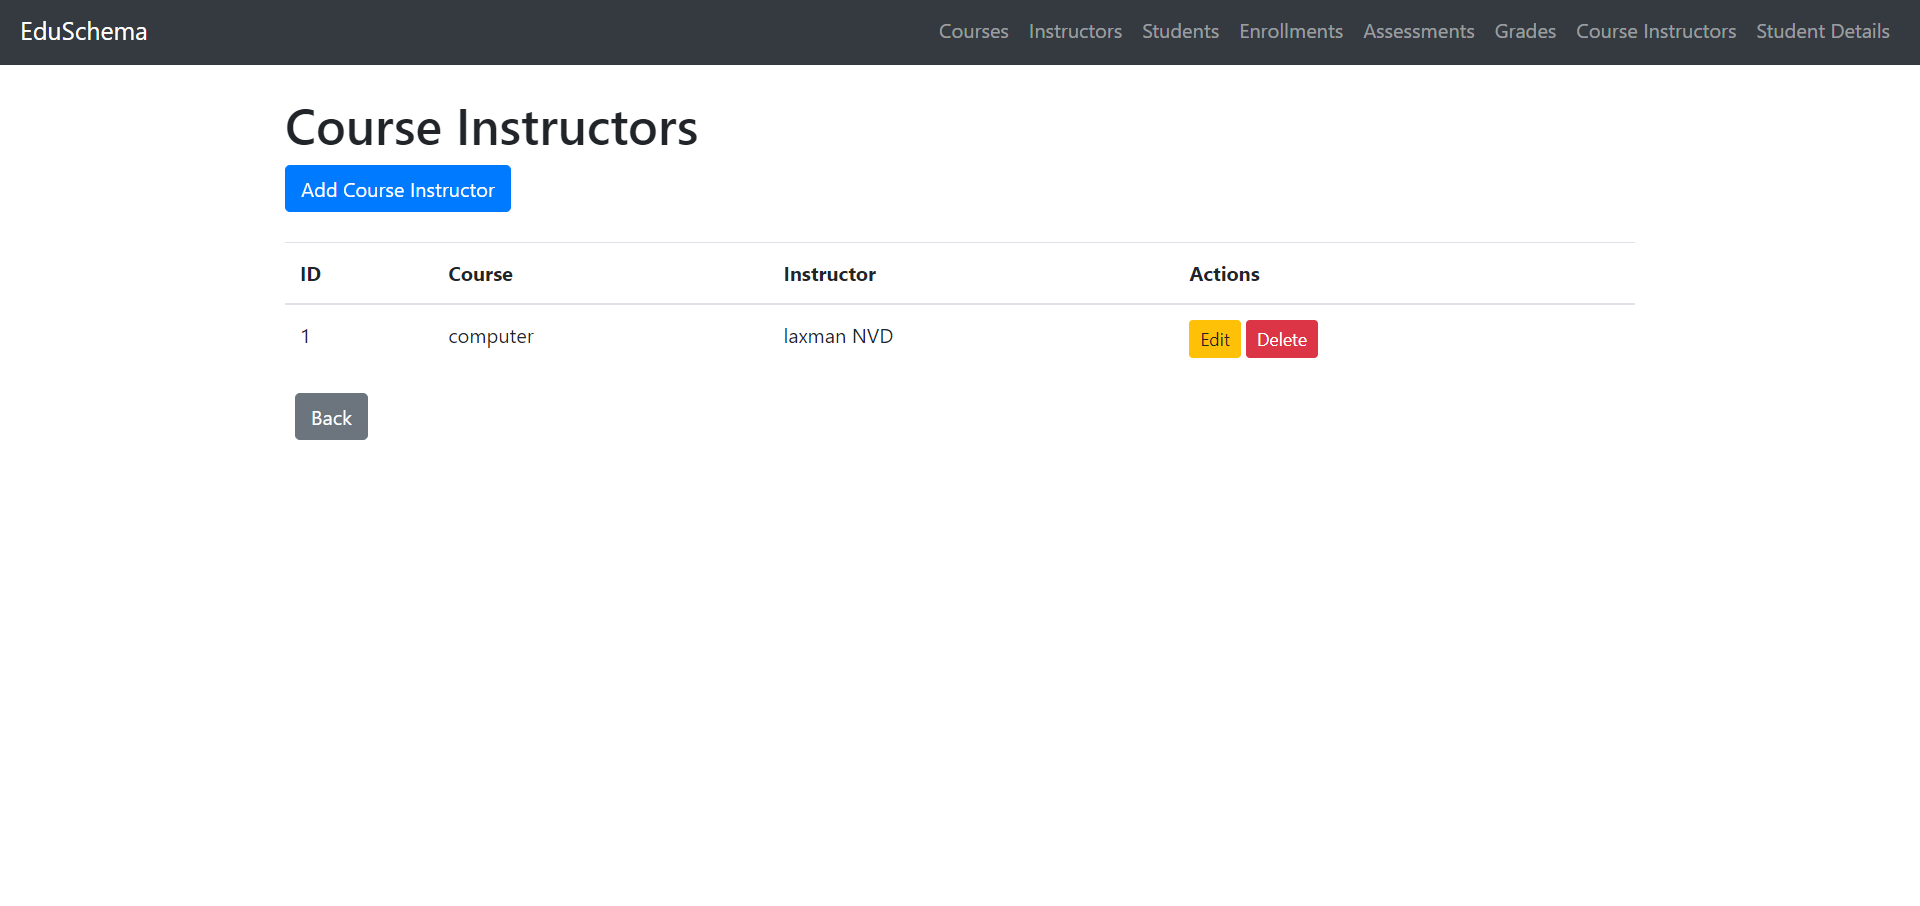 EduSchema Courses Instructors Students Enrollments Assessments Grades Course Instructors Student Details
Course Instructors
Add Course Instructor
ID Course Instructor Actions
1 computer laxman NVD Edit Delete
Back